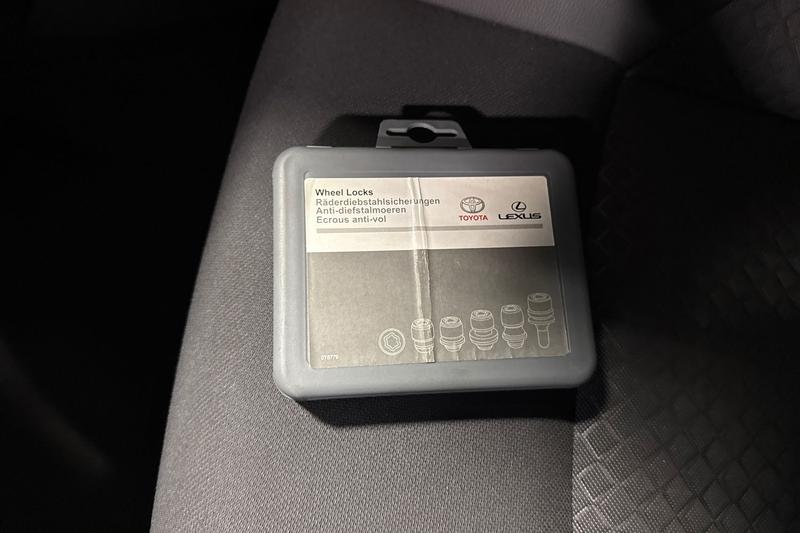 Wheel Locks
Räderdiebstahlsicherungen
Anti-diefstalmoeren
Ecrous anti-vol
TOYOTA
LEXUS